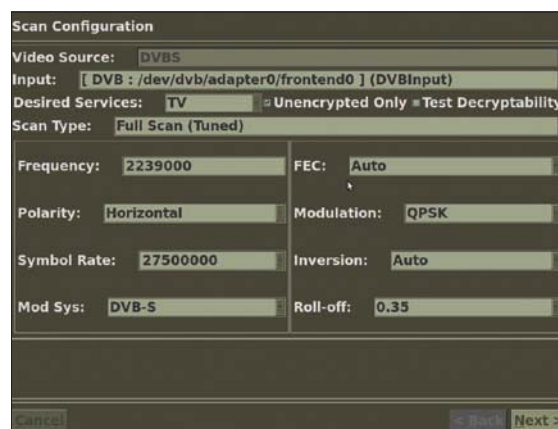 Scan Configuration
Video Source: DVBS
Input: [ DVB : /dev/dvb/adapter0/frontend0 ] (DVBInput)
Desired Services: TV Unencrypted Only Test Decryptability
Scan Type: Full Scan (Tuned)
Frequency: 2239000
FEC: Auto
Polarity: Horizontal
Modulation: QPSK
Symbol Rate: 27500000
Inversion: Auto
Mod Sys: DVB-S
Roll-off: 0.35
Cancel
< Back
Next >